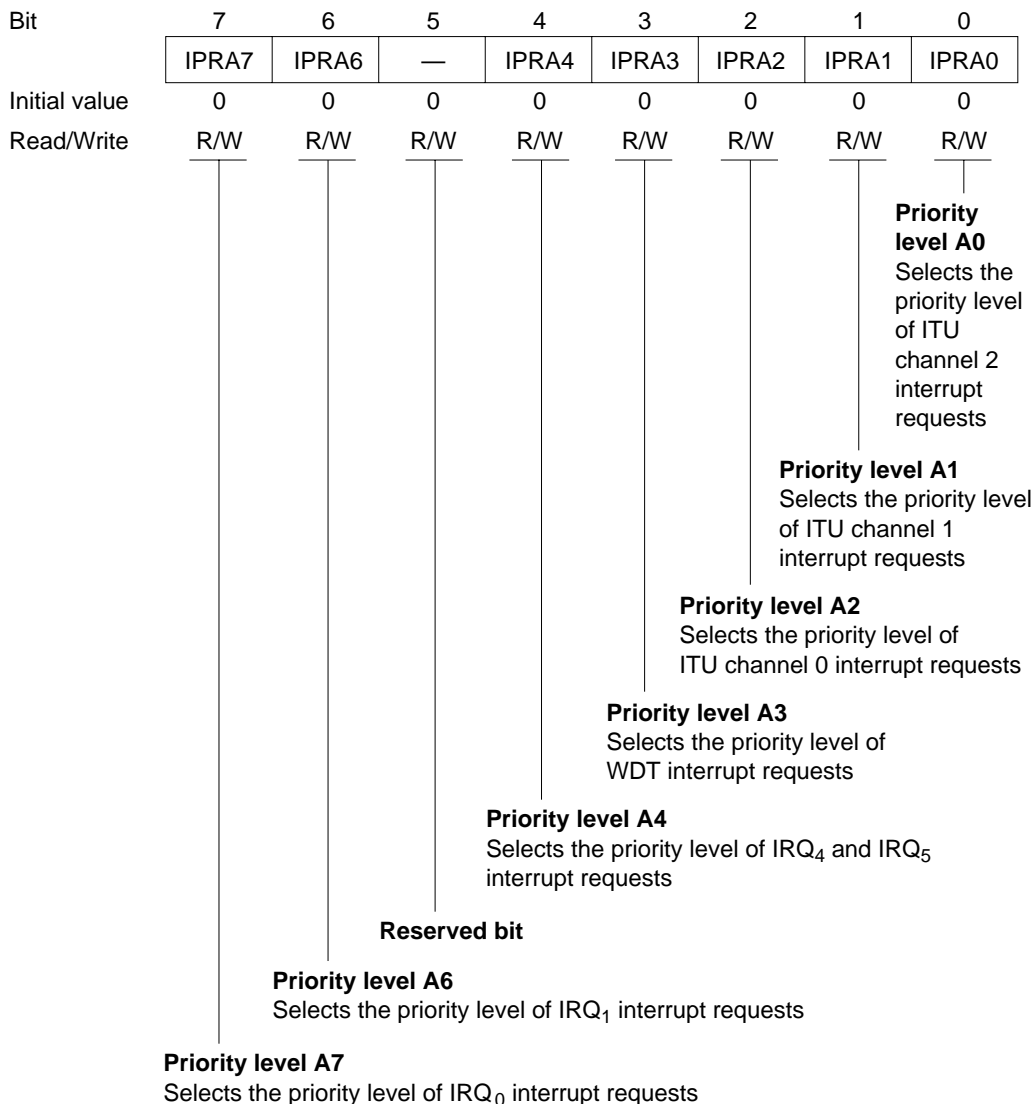 Bit 7 6 5 4 3 2 1 0
IPRA7 IPRA6 — IPRA4 IPRA3 IPRA2 IPRA1 IPRA0
Initial value 0 0 0 0 0 0 0 0
Read/Write R/W R/W R/W R/W R/W R/W R/W R/W
Priority
level A0
Selects the
priority level
of ITU
channel 2
interrupt
requests
Priority level A1
Selects the priority level
of ITU channel 1
interrupt requests
Priority level A2
Selects the priority level of
ITU channel 0 interrupt requests
Priority level A3
Selects the priority level of
WDT interrupt requests
Priority level A4
Selects the priority level of IRQ₄ and IRQ₅
interrupt requests
Reserved bit
Priority level A6
Selects the priority level of IRQ₁ interrupt requests
Priority level A7
Selects the priority level of IRQ₀ interrupt requests